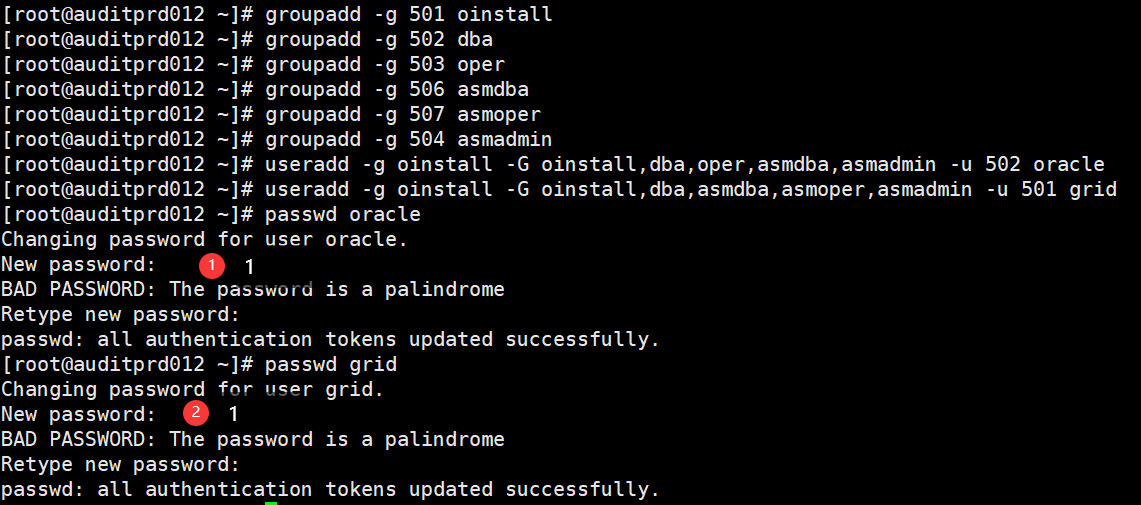 [root@auditprd012 ~]# groupadd -g 501 oinstall
[root@auditprd012 ~]# groupadd -g 502 dba
[root@auditprd012 ~]# groupadd -g 503 oper
[root@auditprd012 ~]# groupadd -g 506 asmdba
[root@auditprd012 ~]# groupadd -g 507 asmoper
[root@auditprd012 ~]# groupadd -g 504 asmadmin
[root@auditprd012 ~]# useradd -g oinstall -G oinstall,dba,oper,asmdba,asmadmin -u 502 oracle
[root@auditprd012 ~]# useradd -g oinstall -G oinstall,dba,asmdba,asmoper,asmadmin -u 501 grid
[root@auditprd012 ~]# passwd oracle
Changing password for user oracle.
New password: 1 1
BAD PASSWORD: The password is a palindrome
Retype new password:
passwd: all authentication tokens updated successfully.
[root@auditprd012 ~]# passwd grid
Changing password for user grid.
New password: 2 1
BAD PASSWORD: The password is a palindrome
Retype new password:
passwd: all authentication tokens updated successfully.